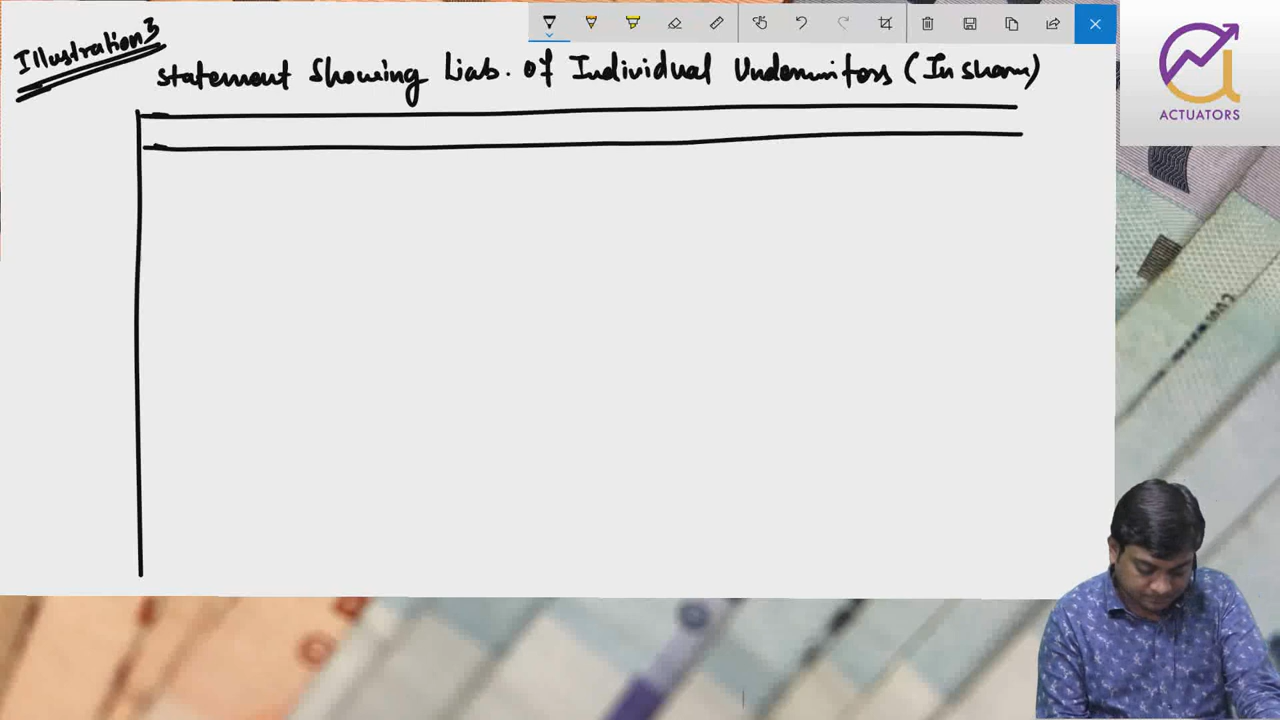 Illustration 3
Statement Showing Liab. Of Individual Underwriters (In shares)
ACTUATORS